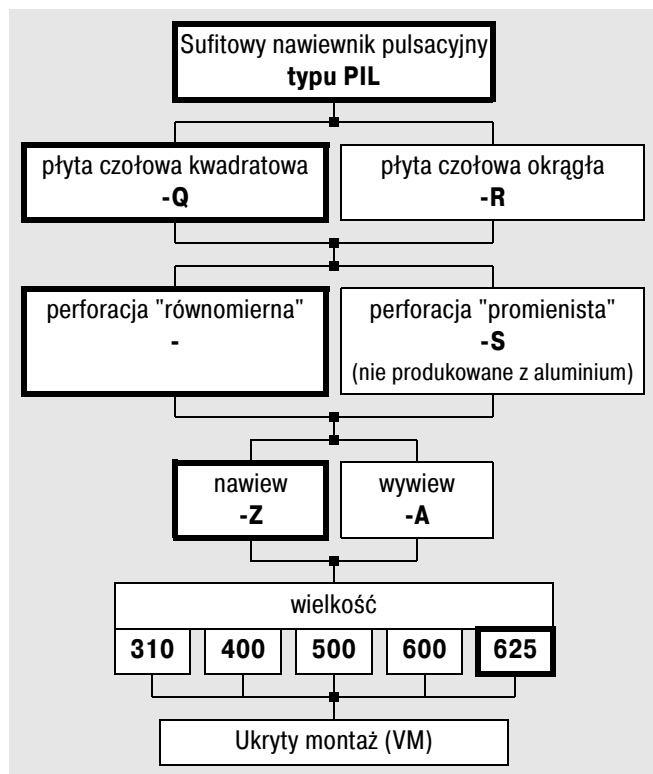 Sufitowy nawiewnik pulsacyjny
typu PIL
płyta czołowa kwadratowa
-Q
płyta czołowa okrągła
-R
perforacja "równomierna"
-
perforacja "promienista"
-S
(nie produkowane z aluminium)
nawiew
-Z
wywiew
-A
wielkość
310 400 500 600 625
Ukryty montaż (VM)